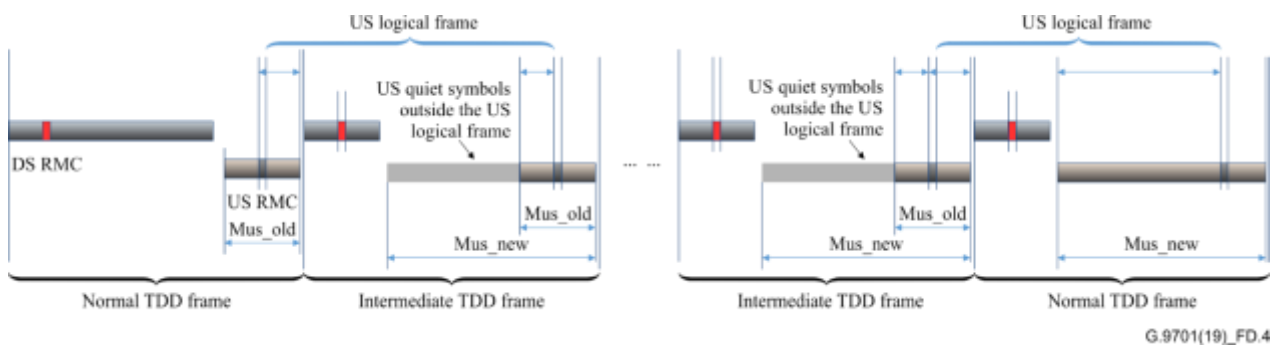 US logical frame
US logical frame
US quiet symbols
outside the US
logical frame
US quiet symbols
outside the US
logical frame
DS RMC
... ...
US RMC
Mus_old
Mus_old
Mus_new
Mus_old
Mus_new
Mus_new
Normal TDD frame
Intermediate TDD frame
Intermediate TDD frame
Normal TDD frame
G.9701(19)_FD.4